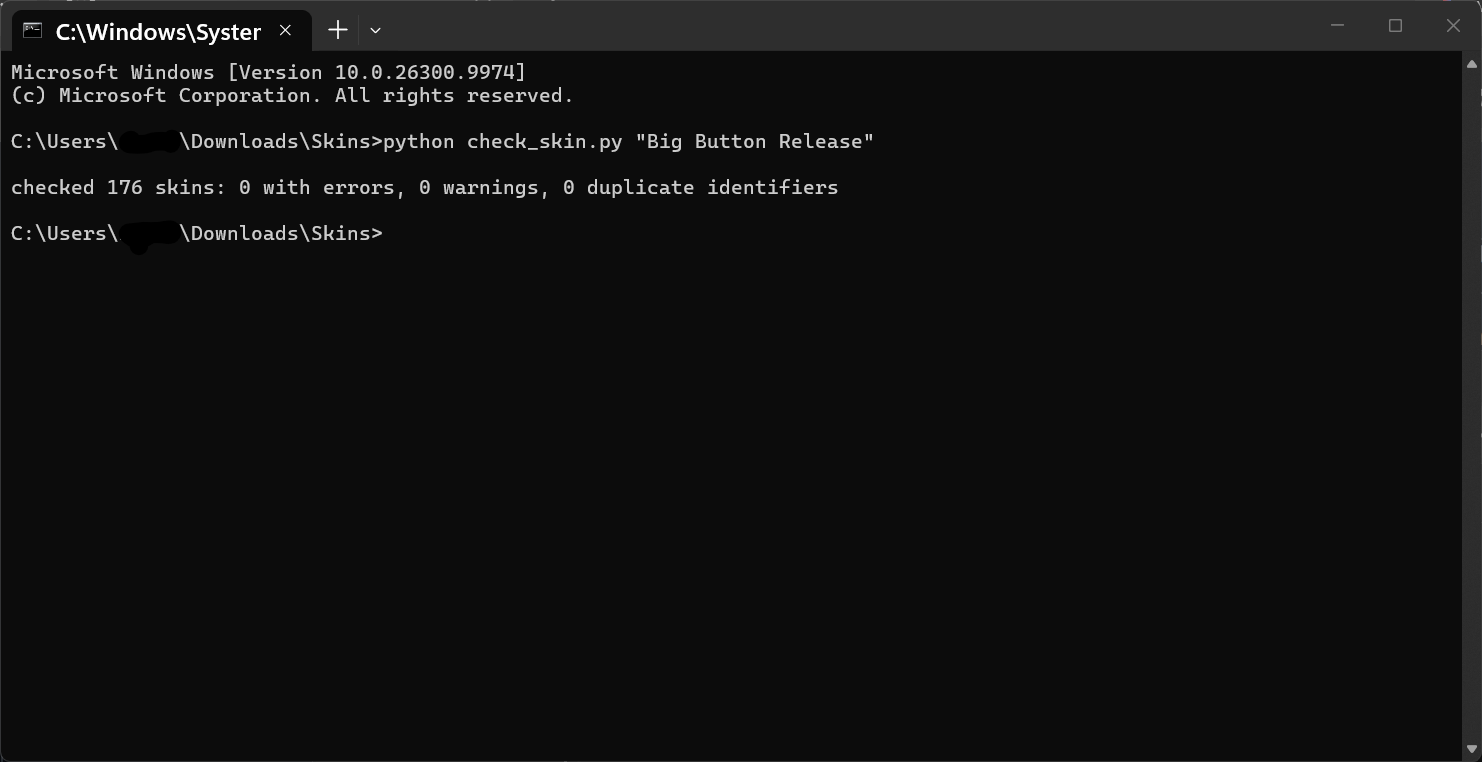 C:\Windows\Syster
Microsoft Windows [Version 10.0.26300.9974]
(c) Microsoft Corporation. All rights reserved.
C:\Users\ \Downloads\Skins>python check_skin.py "Big Button Release"
checked 176 skins: 0 with errors, 0 warnings, 0 duplicate identifiers
C:\Users\ \Downloads\Skins>